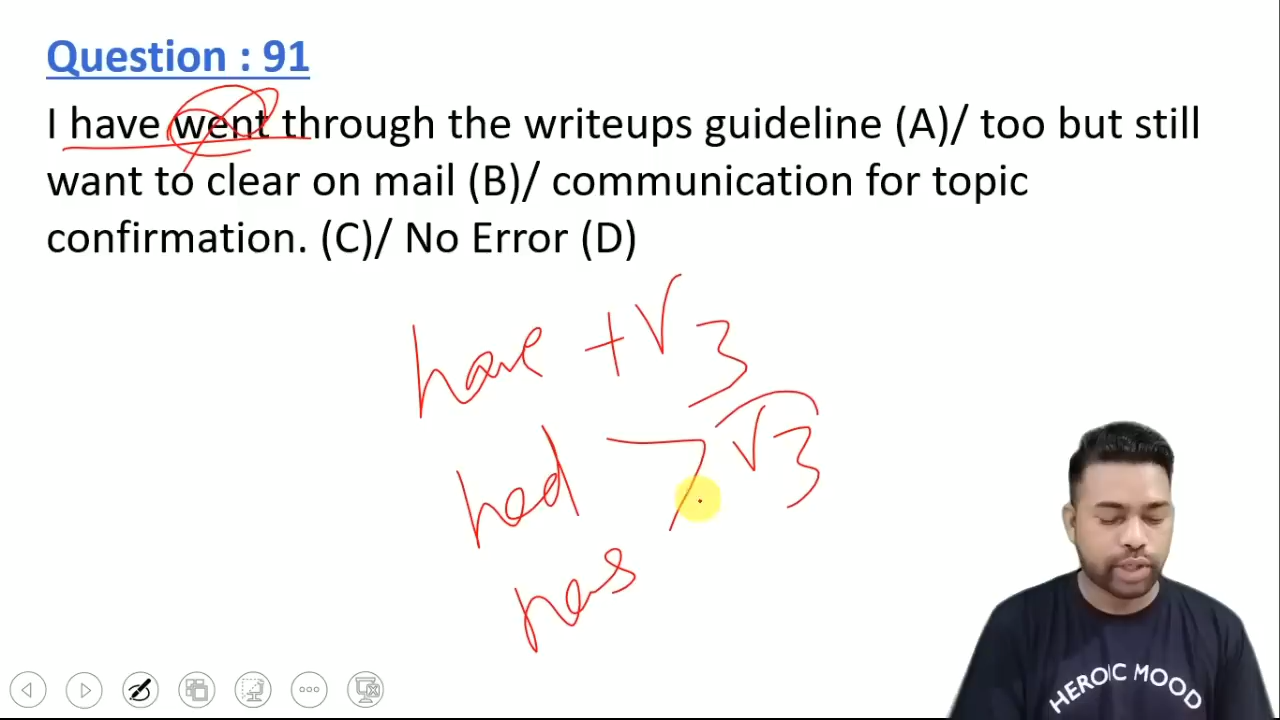 Question : 91
I have went through the writeups guideline (A)/ too but still
want to clear on mail (B)/ communication for topic
confirmation. (C)/ No Error (D)
have + V3
had V3
has
HEROIC MOOD